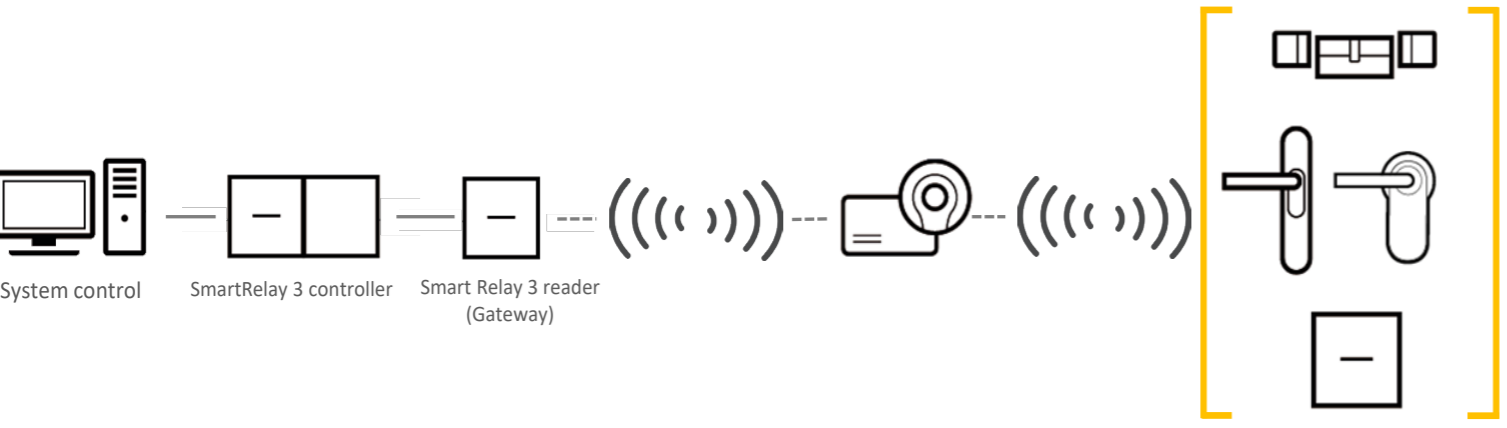 System control
SmartRelay 3 controller
Smart Relay 3 reader
(Gateway)